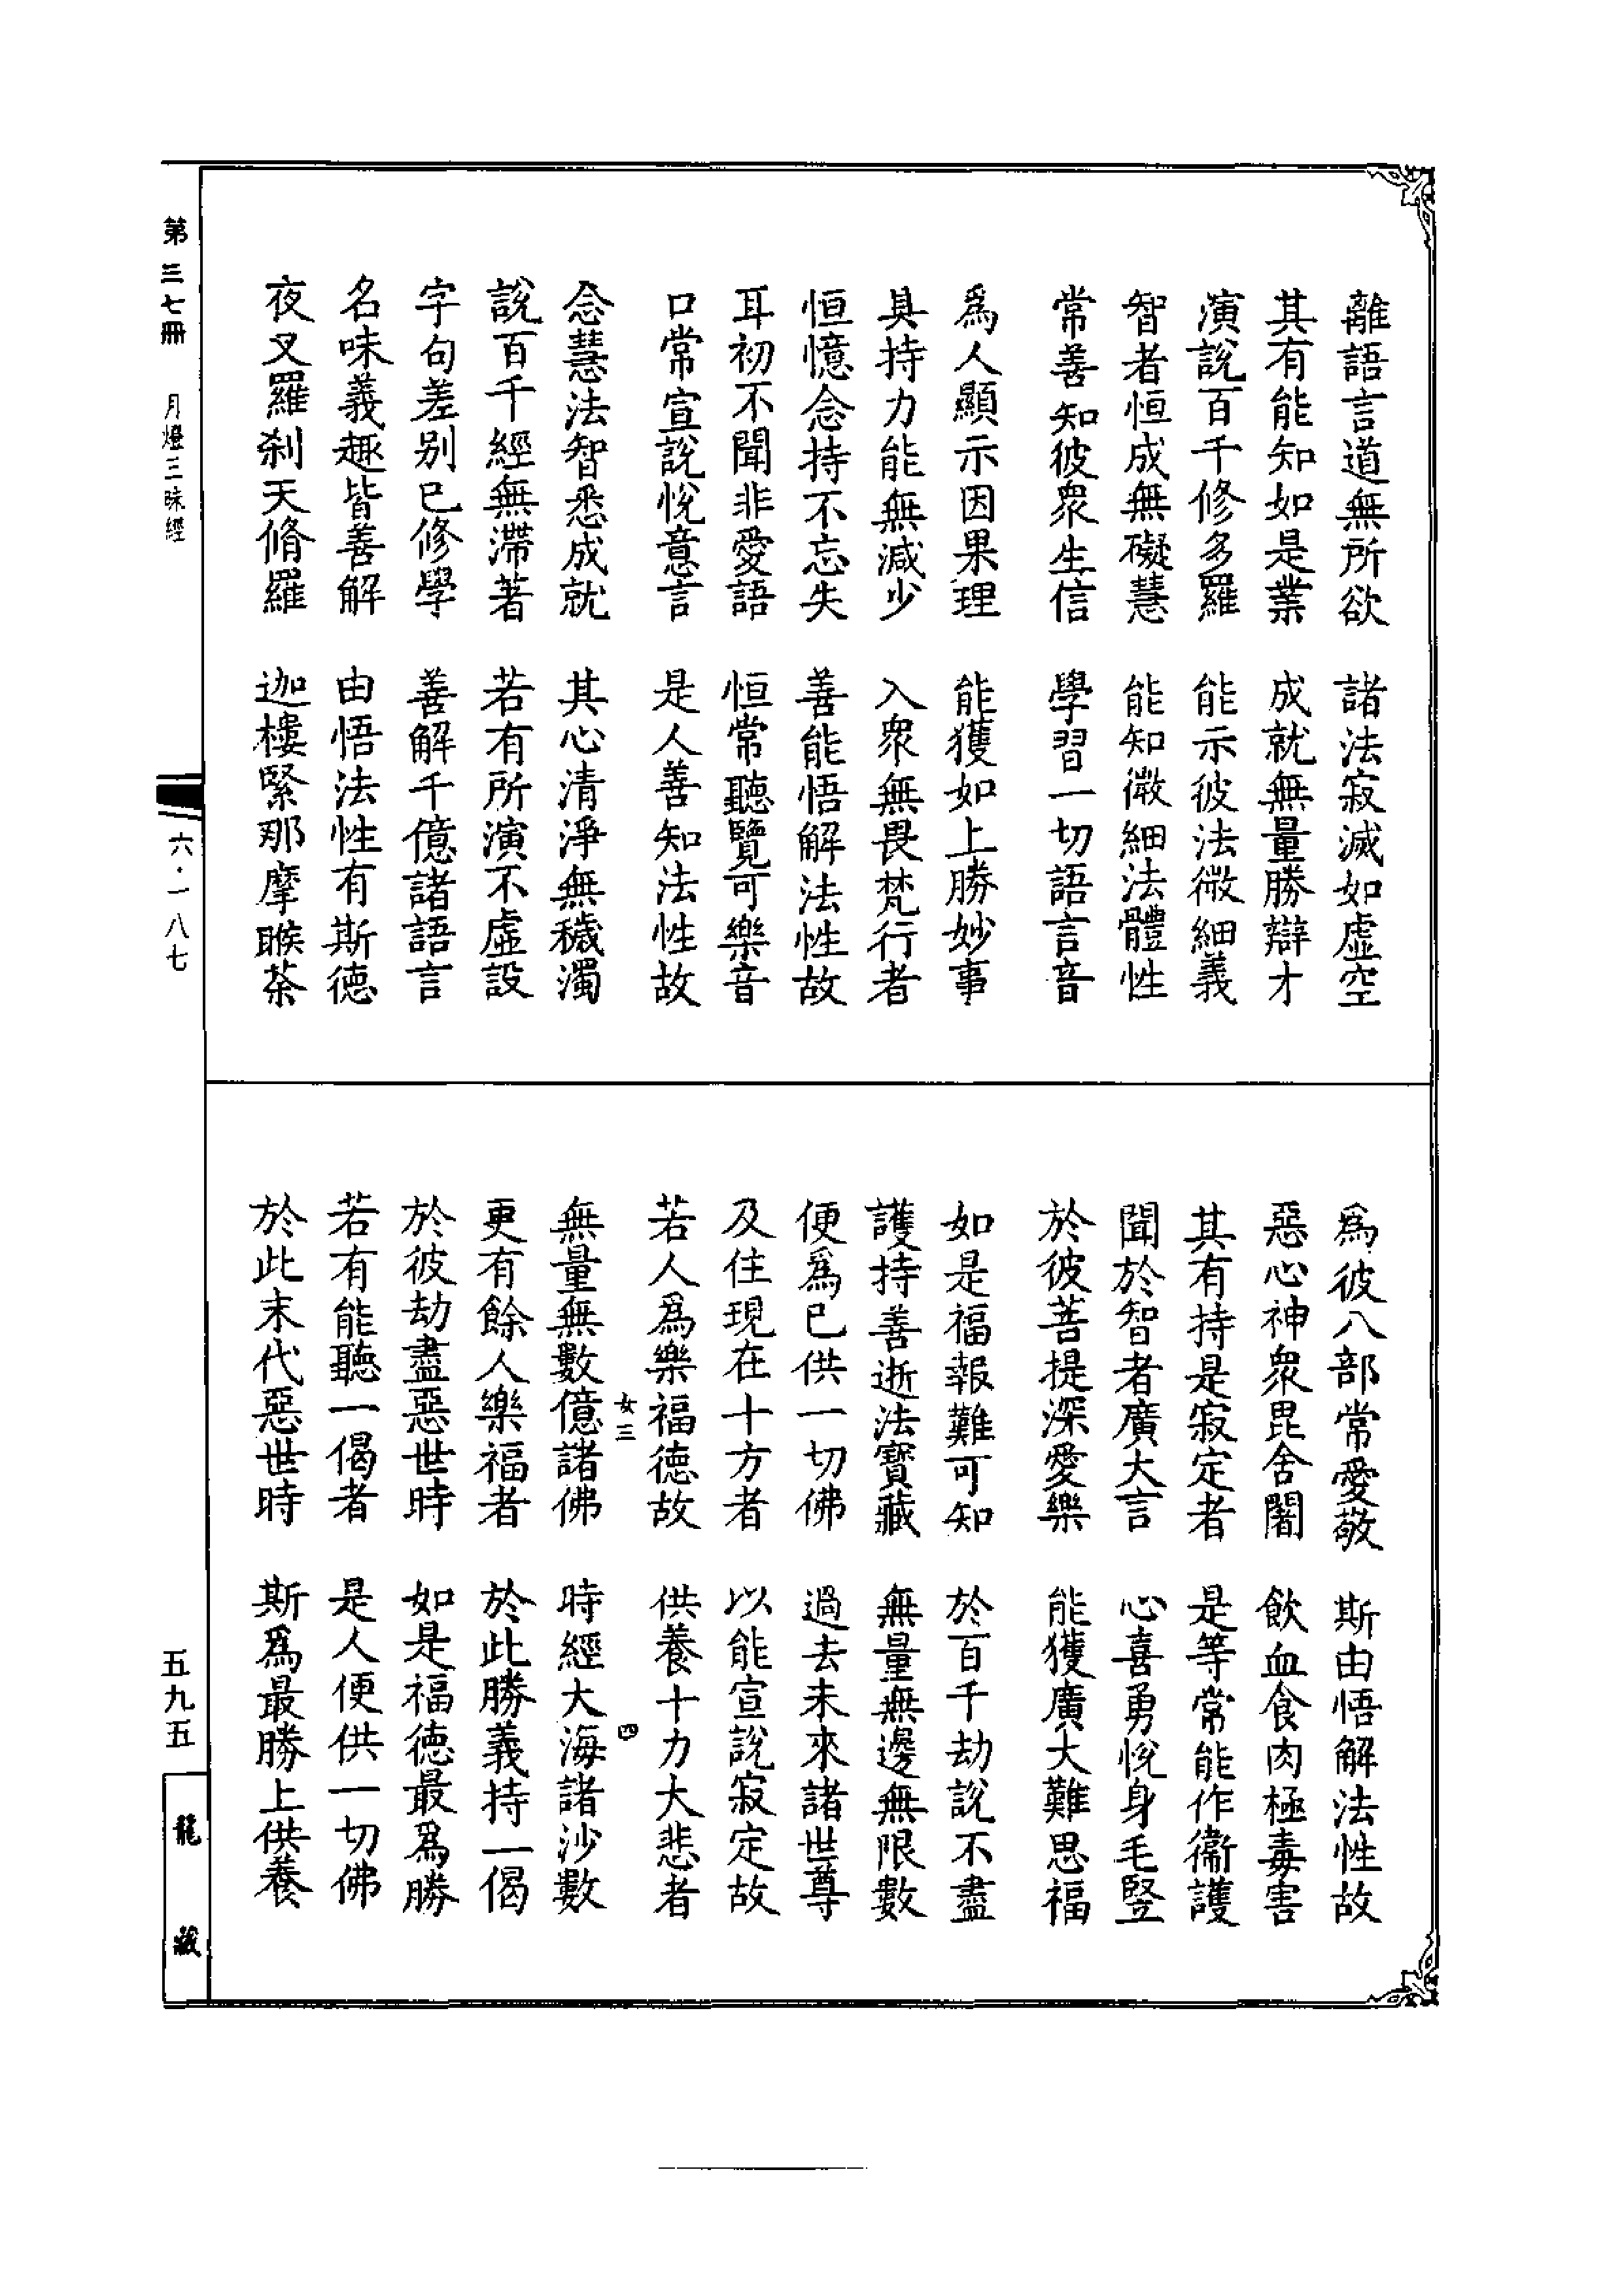 離語言道無所欲　諸法寂滅如虛空
其有能知如是業　成就無量勝辯才
演說百千修多羅　能示彼法微細義
智者恒成無礙慧　能知微細法體性
常善知彼衆生信　學習一切語言音
爲人顯示因果理　能獲如上勝妙事
具持力能無減少　入衆無畏梵行者
恒憶念持不忘失　善能悟解法性故
耳初不聞非愛語　恒常聽覽可樂音
口常宣說悅意言　是人善知法性故
念慧法智悉成就　其心清淨無穢濁
說百千經無滯著　若有所演不虛設
字句差别已修學　善解千億諸語言
名味義趣皆善解　由悟法性有斯德
夜叉羅刹天脩羅　迦樓緊那摩睺茶
爲彼八部常愛敬　斯由悟解法性故
惡心神衆毘舍闍　飲血食肉極毒害
其有持是寂定者　是等常能作衞護
聞於智者廣大言　心喜勇悅身毛竪
於彼菩提深愛樂　能獲廣大難思福
如是福報難可知　於百千劫說不盡
護持善逝法寶藏　無量無邊無限數
便爲已供一切佛　過去未來諸世尊
及住現在十方者　以能宣說寂定故
若人爲樂福德故　供養十力大悲者
女三　四
無量無數億諸佛　時經大海諸沙數
更有餘人樂福者　於此勝義持一偈
於彼劫盡惡世時　如是福德最爲勝
若有能聽一偈者　是人便供一切佛
於此末代惡世時　斯爲最勝上供養
第三七冊　月燈三昧經
六·一八七
五九五
龍藏